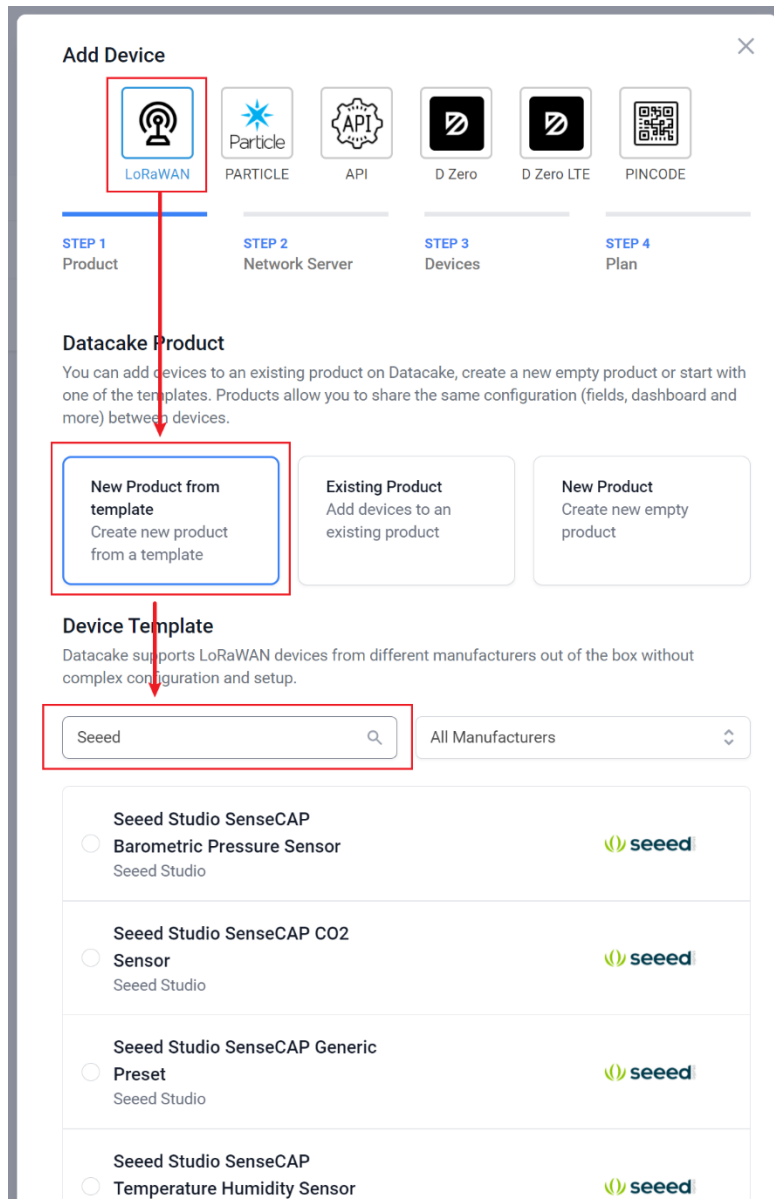 Add Device
Particle
API
LoRaWAN
PARTICLE
API
D Zero
D Zero LTE
PINCODE
STEP 1
Product
STEP 2
Network Server
STEP 3
Devices
STEP 4
Plan
Datacake Product
You can add devices to an existing product on Datacake, create a new empty product or start with
one of the templates. Products allow you to share the same configuration (fields, dashboard and
more) between devices.
New Product from
template
Create new product
from a template
Existing Product
Add devices to an
existing product
New Product
Create new empty
product
Device Template
Datacake supports LoRaWAN devices from different manufacturers out of the box without
complex configuration and setup.
Seeed
All Manufacturers
Seeed Studio SenseCAP
Barometric Pressure Sensor
Seeed Studio
seeed
Seeed Studio SenseCAP CO2
Sensor
Seeed Studio
seeed
Seeed Studio SenseCAP Generic
Preset
Seeed Studio
seeed
Seeed Studio SenseCAP
Temperature Humidity Sensor
seeed